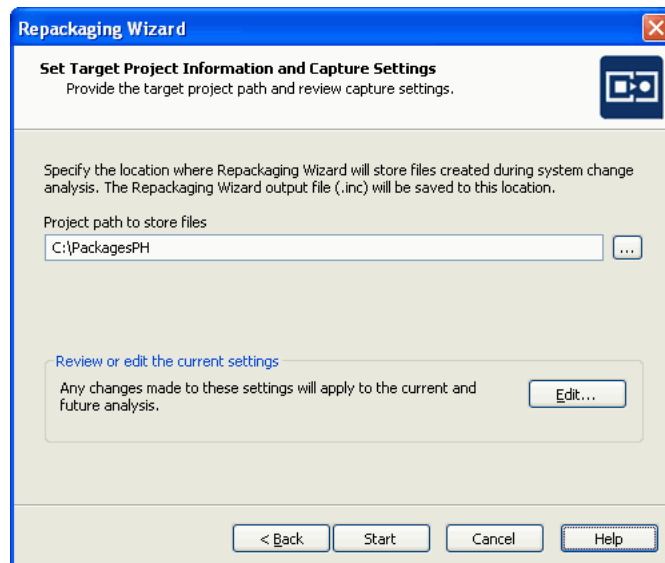 Repackaging Wizard
Set Target Project Information and Capture Settings
Provide the target project path and review capture settings.
Specify the location where Repackaging Wizard will store files created during system change
analysis. The Repackaging Wizard output file (.inc) will be saved to this location.
Project path to store files
C:\PackagesPH
...
Review or edit the current settings
Any changes made to these settings will apply to the current and
future analysis.
Edit...
< Back Start Cancel Help